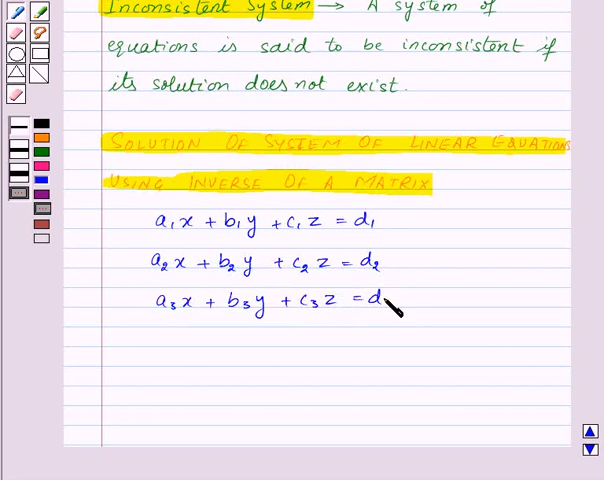 Inconsistent System → A system of
equations is said to be inconsistent if
its solution does not exist.
SOLUTION OF SYSTEM OF LINEAR EQUATIONS
USING INVERSE OF A MATRIX
a₁x + b₁y + c₁z = d₁
a₂x + b₂y + c₂z = d₂
a₃x + b₃y + c₃z = d